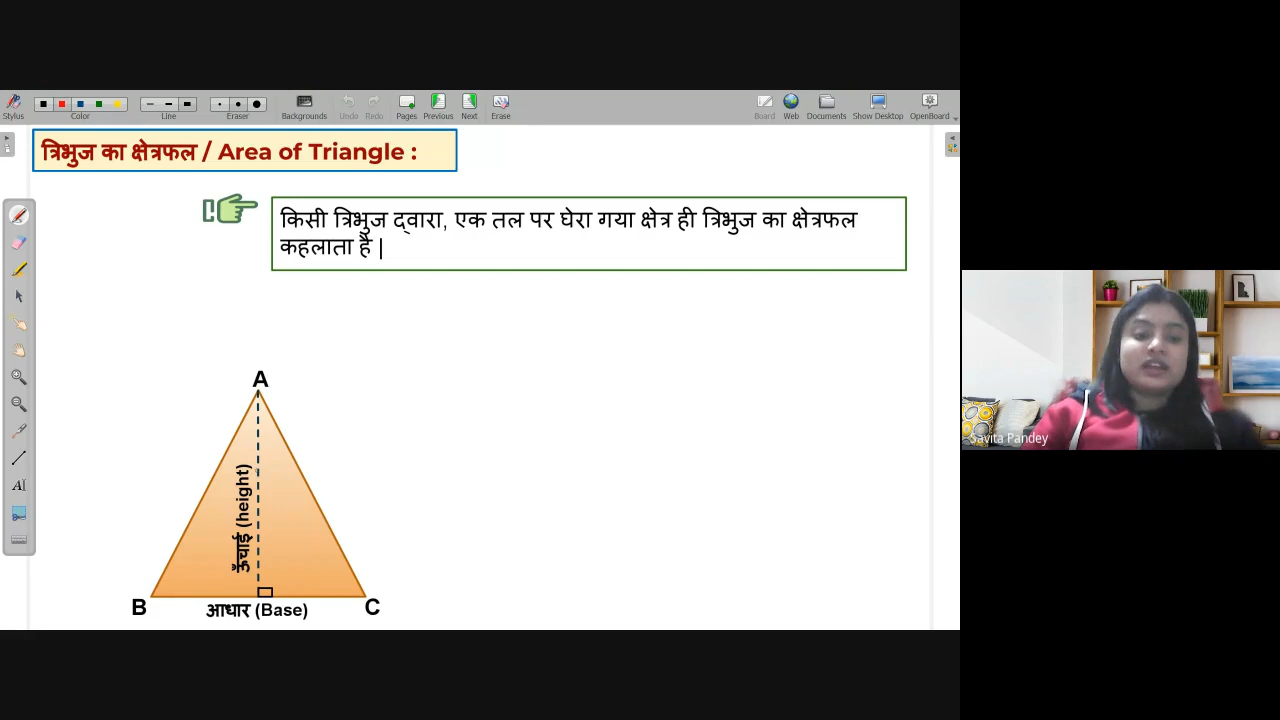 Stylus
Color
Line
Eraser
Backgrounds
Undo
Redo
Pages
Previous
Next
Erase
Board
Web
Documents
Show Desktop
OpenBoard
त्रिभुज का क्षेत्रफल / Area of Triangle :
किसी त्रिभुज द्वारा, एक तल पर घेरा गया क्षेत्र ही त्रिभुज का क्षेत्रफल
कहलाता है |
A
ऊँचाई (height)
B
आधार (Base)
C
Savita Pandey